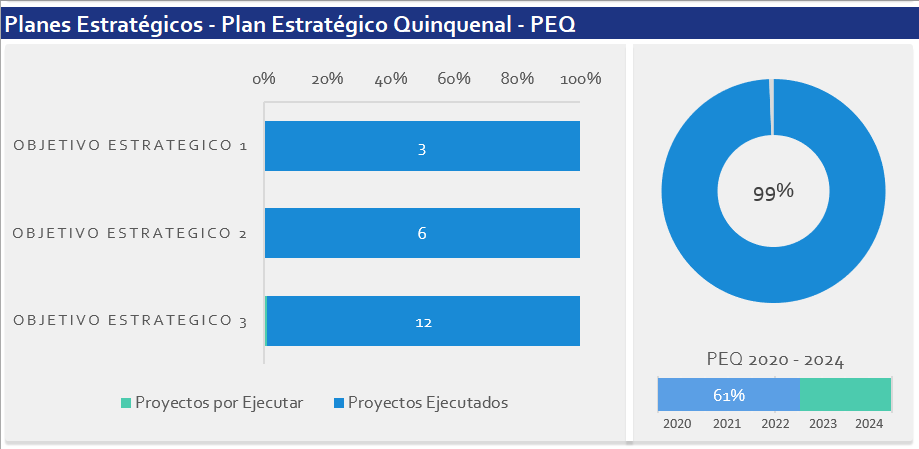 Planes Estratégicos - Plan Estratégico Quinquenal - PEQ
0% 20% 40% 60% 80% 100%
OBJETIVO ESTRATEGICO 1 3
OBJETIVO ESTRATEGICO 2 6
OBJETIVO ESTRATEGICO 3 12
Proyectos por Ejecutar Proyectos Ejecutados
99%
PEQ 2020 - 2024
61%
2020 2021 2022 2023 2024